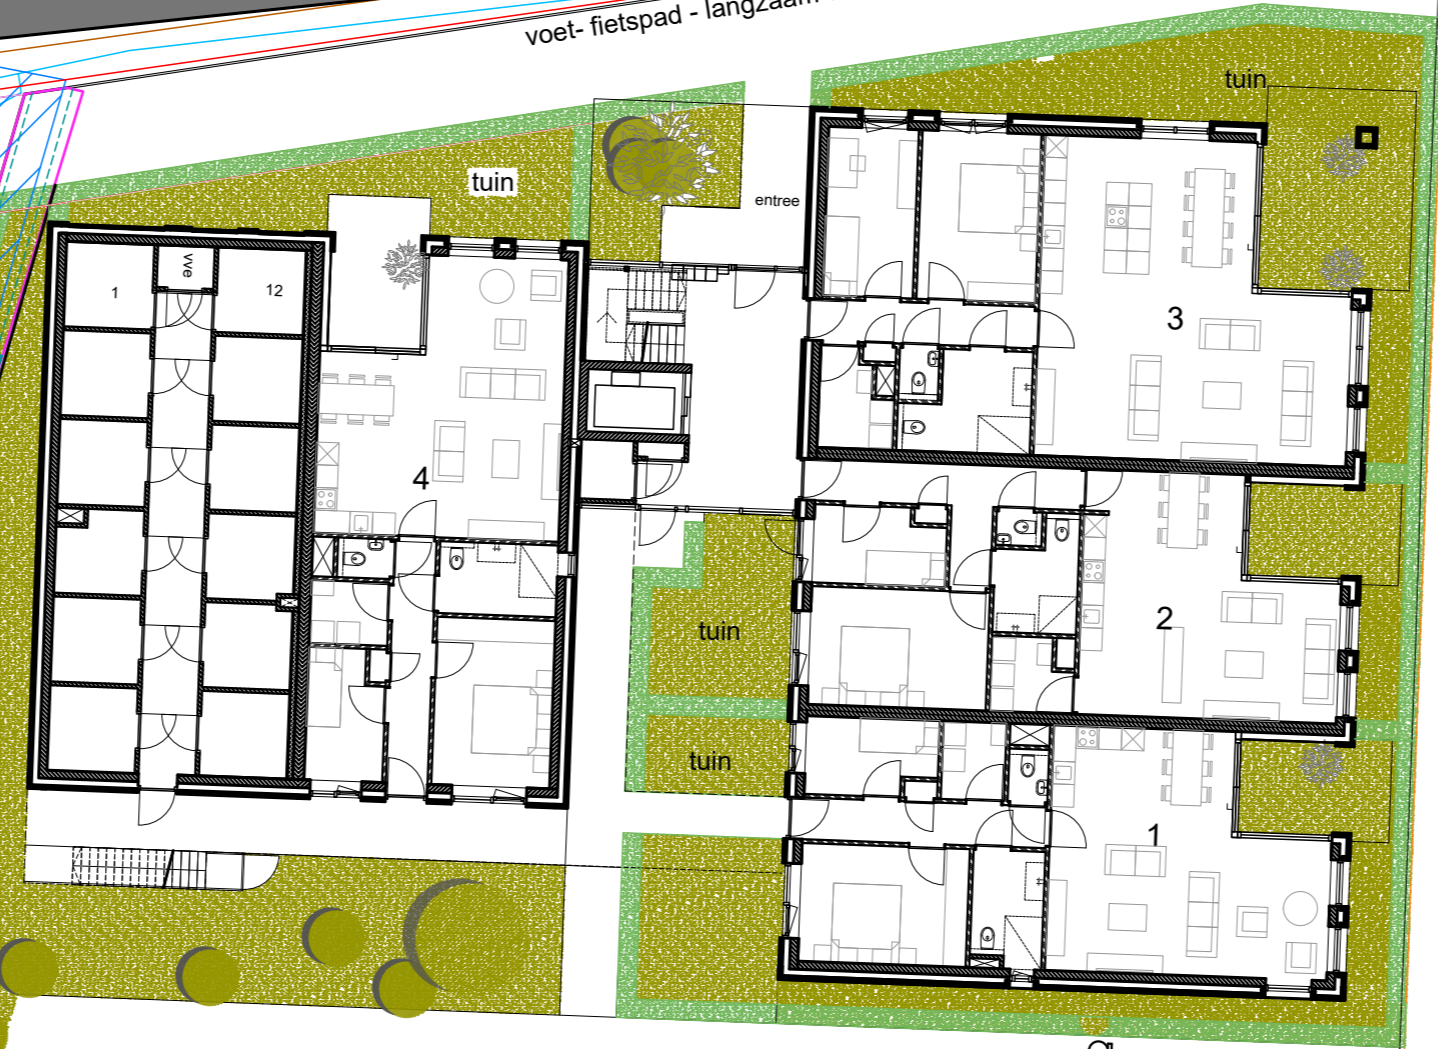 voet- fietspad - langzaam
tuin
tuin
entree
vve
1
12
3
4
tuin
2
tuin
1